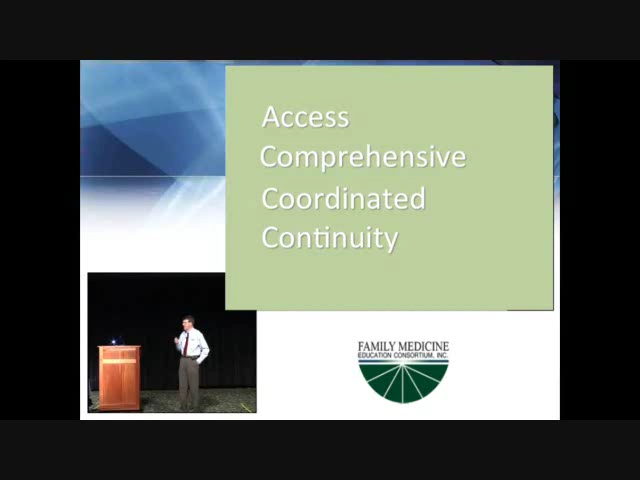 Access
Comprehensive
Coordinated
Continuity
FAMILY MEDICINE
EDUCATION CONSORTIUM, INC.